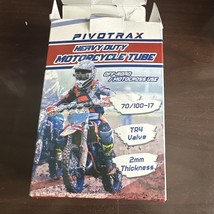 PIVOTRAX
HEAVY DUTY
MOTORCYCLE TUBE
OFF-ROAD
/ MOTOCROSS USE
70/100-17
TR4
Valve
2mm
Thickness